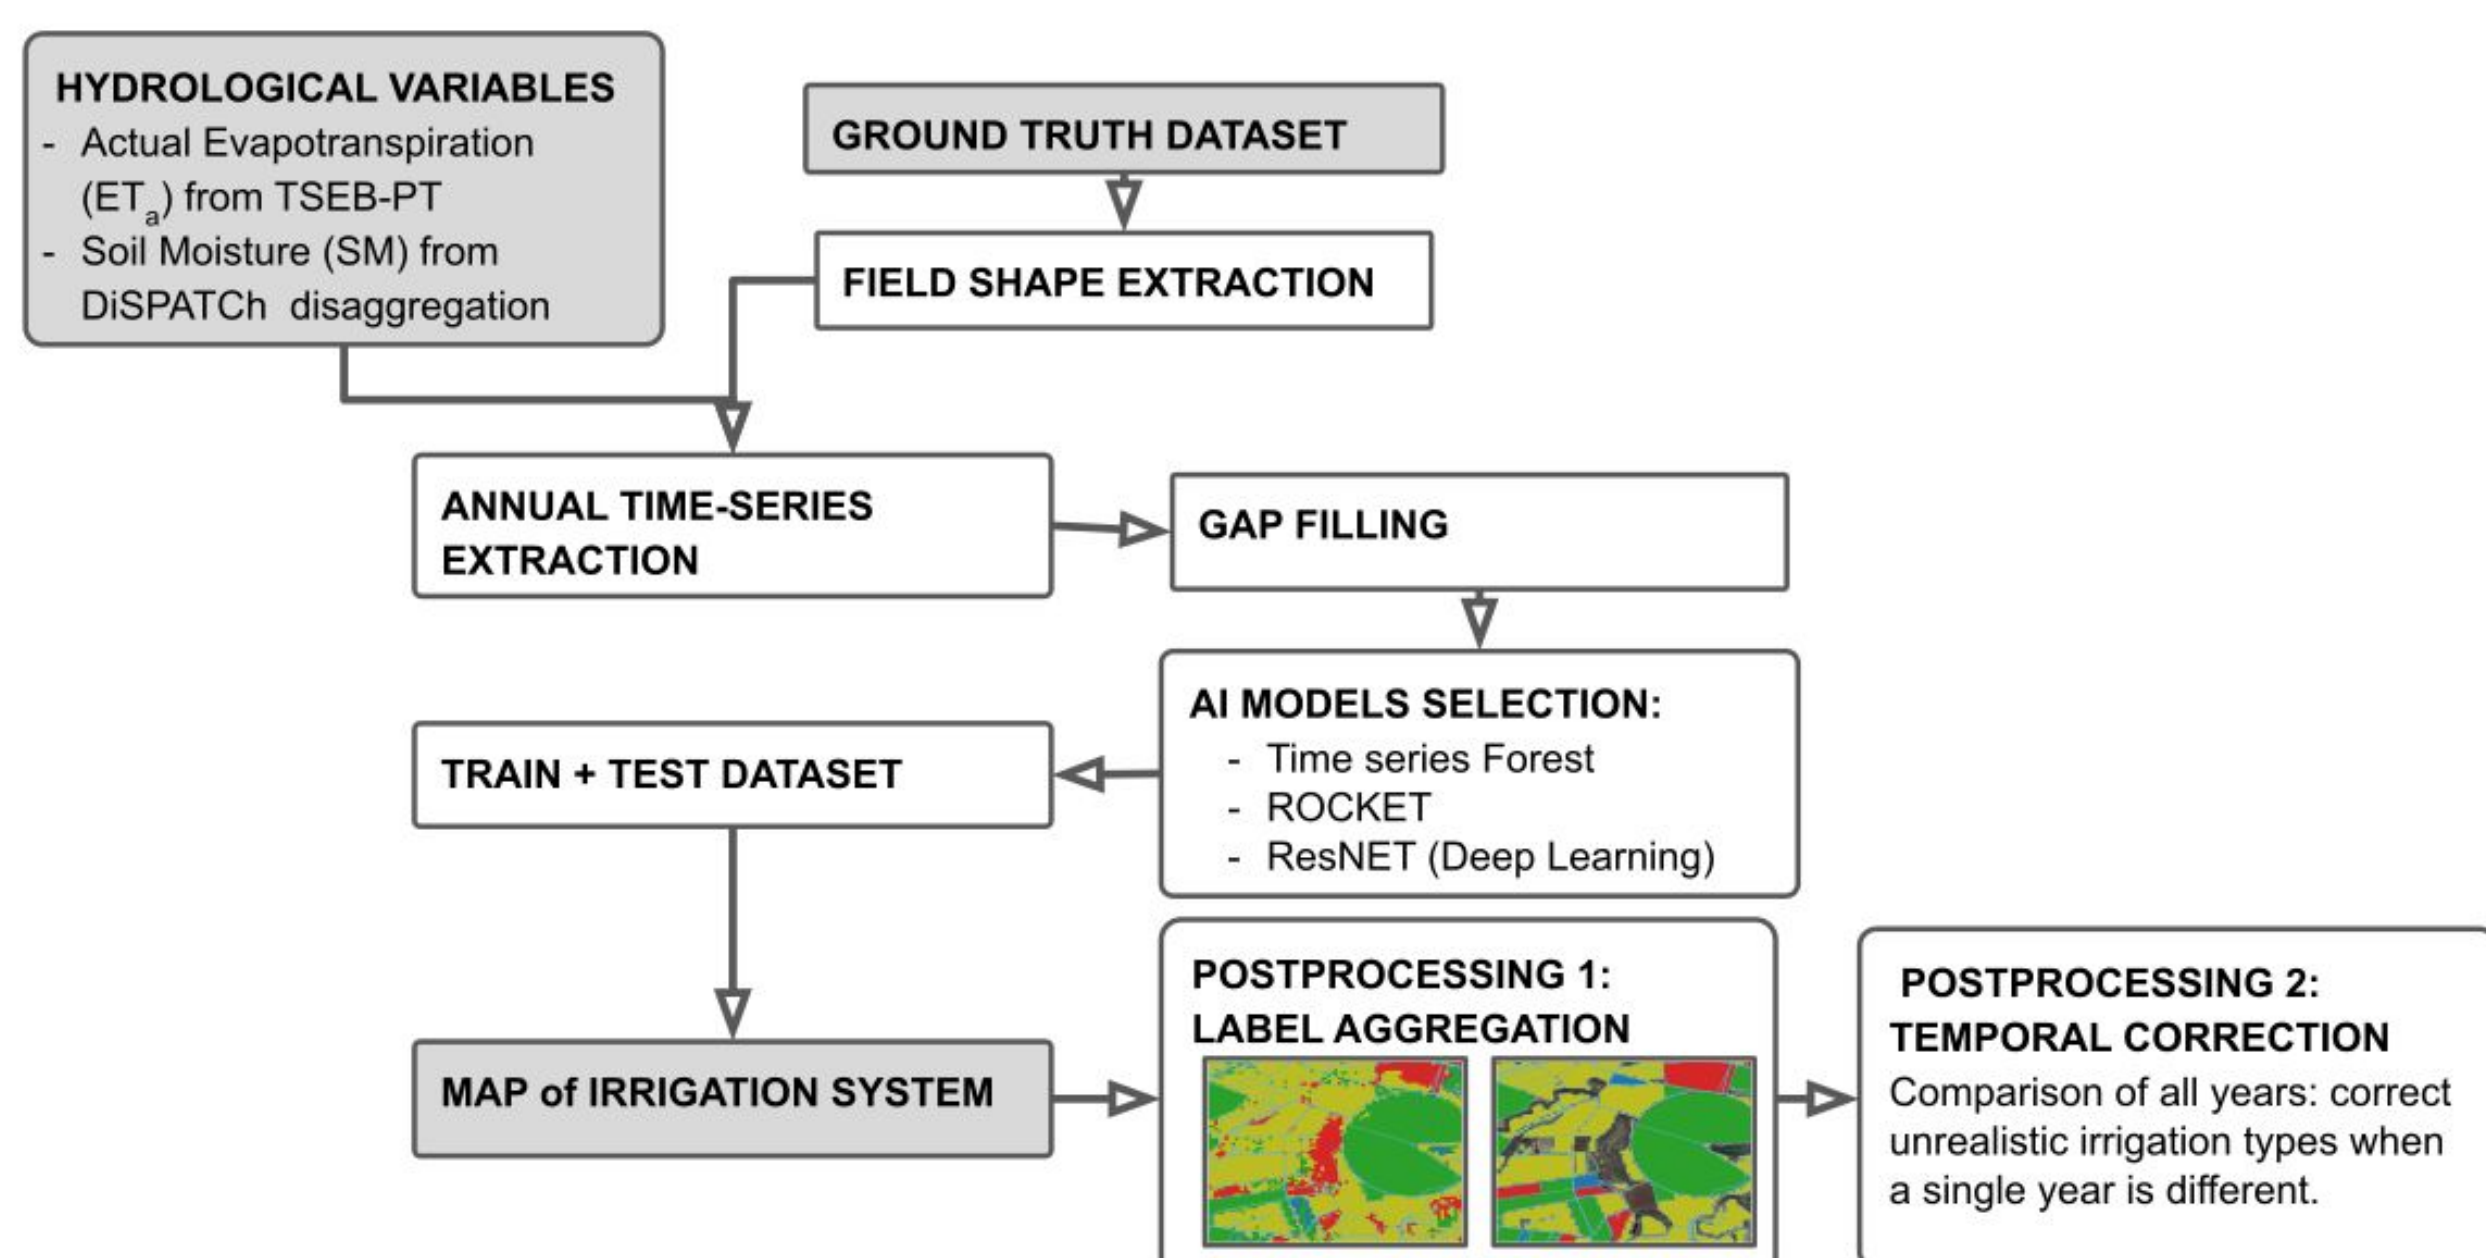 HYDROLOGICAL VARIABLES
- Actual Evapotranspiration
(ETa) from TSEB-PT
- Soil Moisture (SM) from
DiSPATCh disaggregation
GROUND TRUTH DATASET
FIELD SHAPE EXTRACTION
ANNUAL TIME-SERIES
EXTRACTION
GAP FILLING
AI MODELS SELECTION:
- Time series Forest
- ROCKET
- ResNET (Deep Learning)
TRAIN + TEST DATASET
MAP of IRRIGATION SYSTEM
POSTPROCESSING 1:
LABEL AGGREGATION
POSTPROCESSING 2:
TEMPORAL CORRECTION
Comparison of all years: correct
unrealistic irrigation types when
a single year is different.